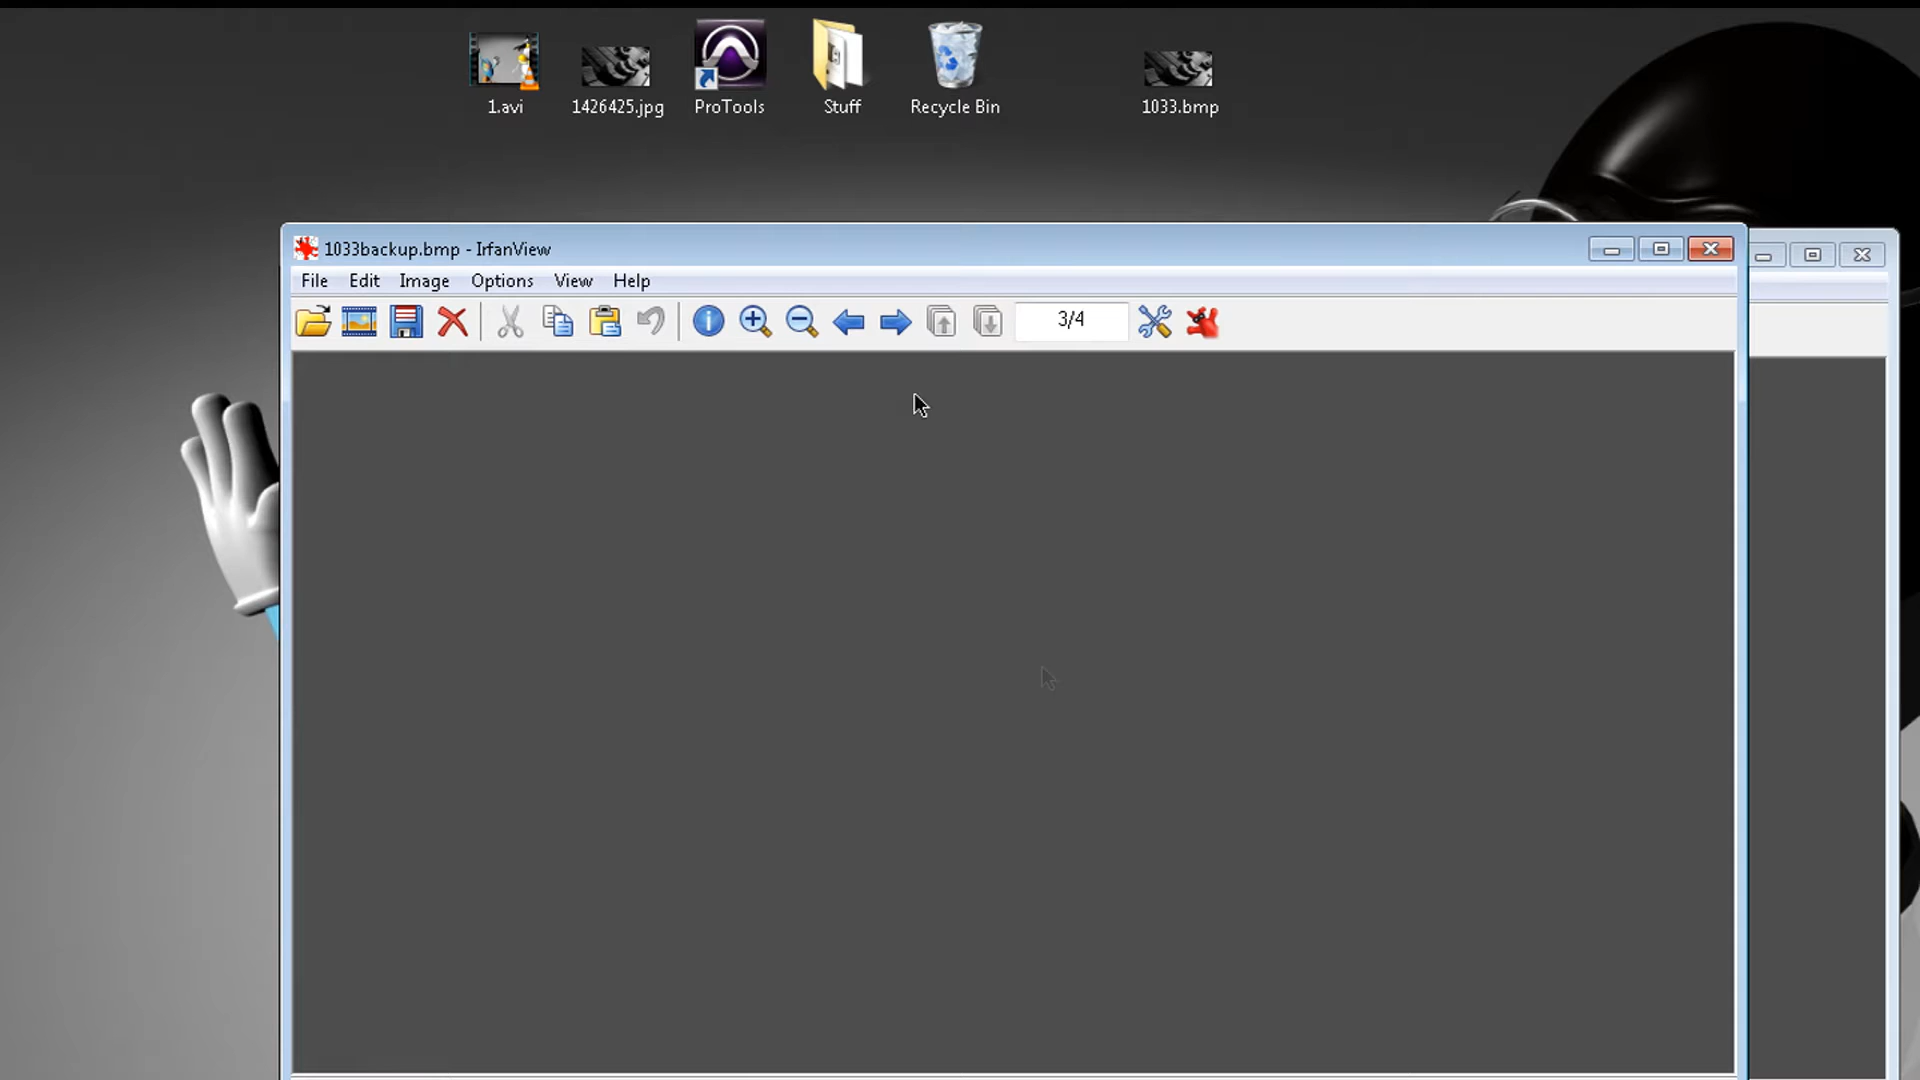 1.avi
1426425.jpg
ProTools
Stuff
Recycle Bin
1033.bmp
1033backup.bmp - IrfanView
File Edit Image Options View Help
3/4